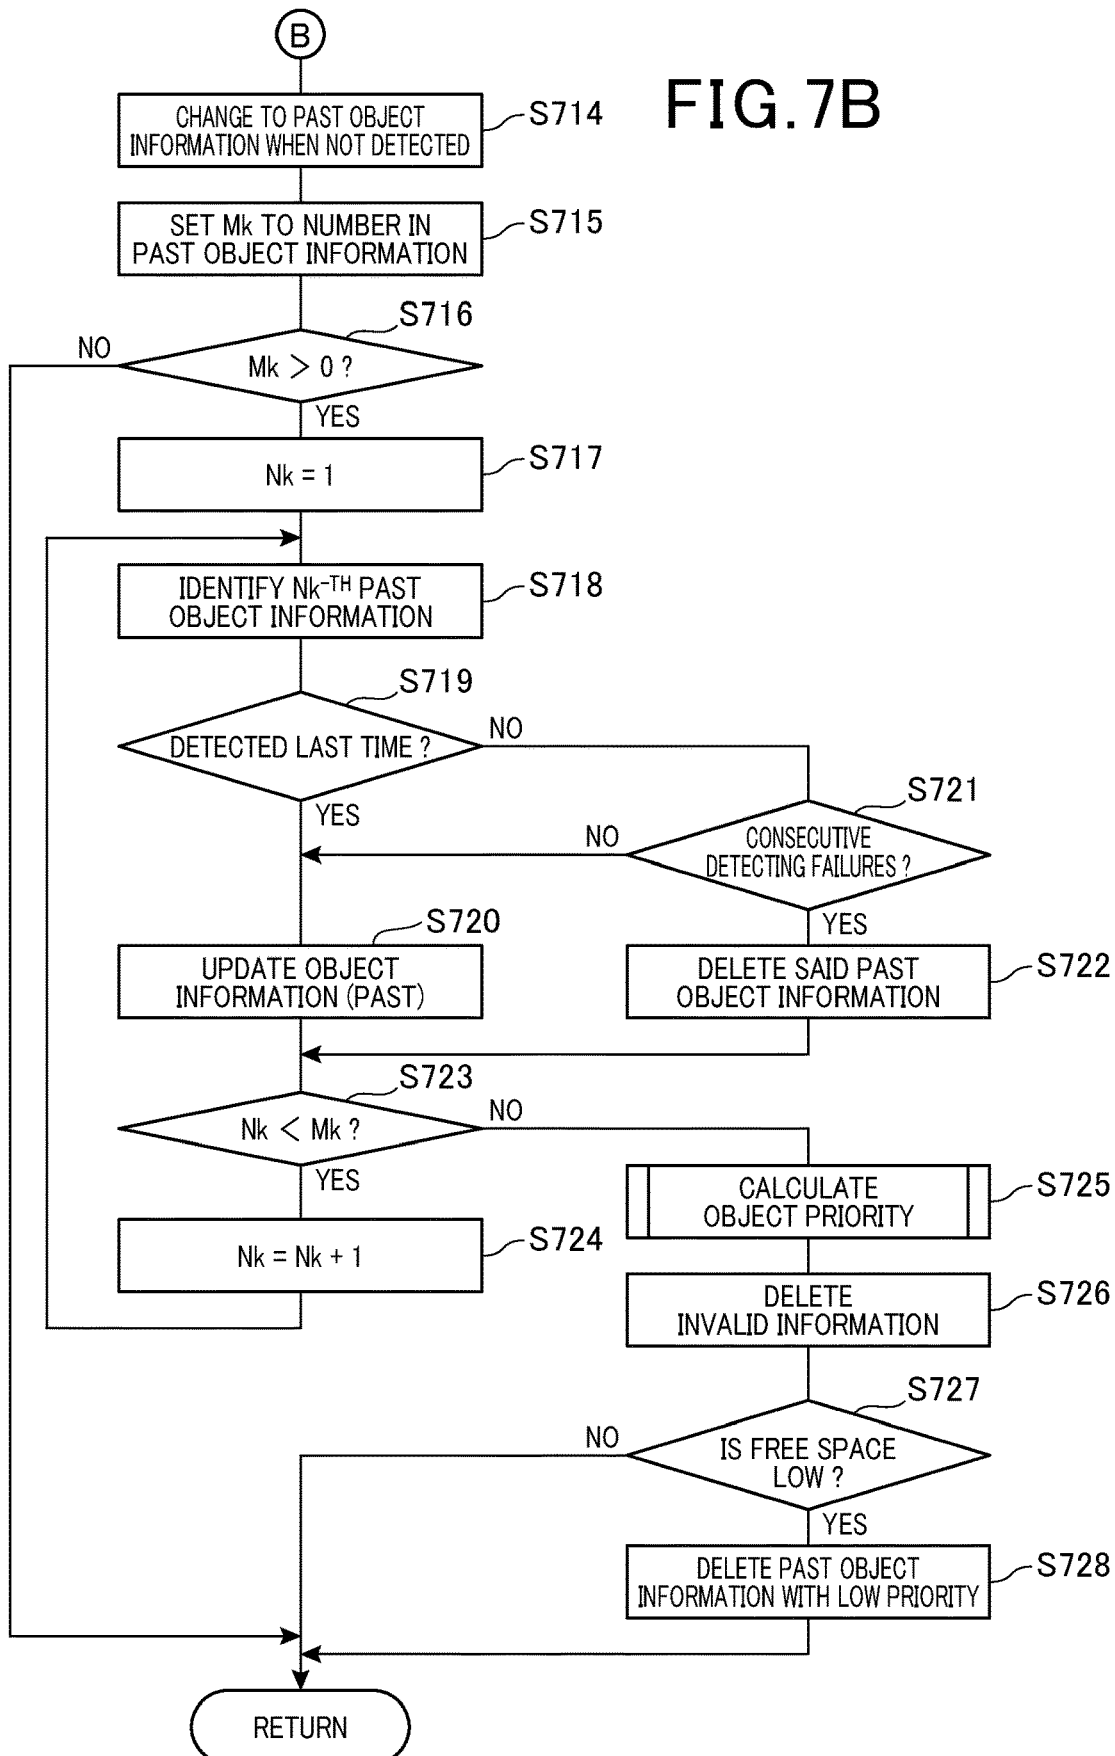 B
FIG.7B
CHANGE TO PAST OBJECT
INFORMATION WHEN NOT DETECTED
S714
SET Mk TO NUMBER IN
PAST OBJECT INFORMATION
S715
S716
NO
Mk > 0 ?
YES
Nk = 1
S717
IDENTIFY Nk-TH PAST
OBJECT INFORMATION
S718
S719
DETECTED LAST TIME ?
NO
YES
S721
NO
CONSECUTIVE
DETECTING FAILURES ?
YES
S720
UPDATE OBJECT
INFORMATION (PAST)
DELETE SAID PAST
OBJECT INFORMATION
S722
S723
Nk < Mk ?
NO
YES
CALCULATE
OBJECT PRIORITY
S725
Nk = Nk + 1
S724
DELETE
INVALID INFORMATION
S726
S727
NO
IS FREE SPACE
LOW ?
YES
DELETE PAST OBJECT
INFORMATION WITH LOW PRIORITY
S728
RETURN